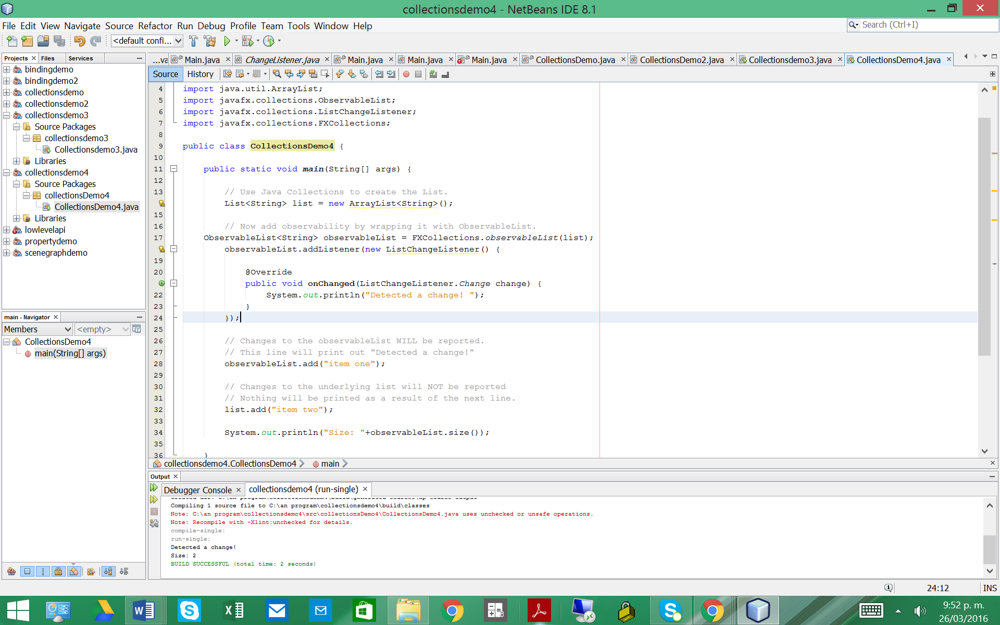 collectionsdemo4 - NetBeans IDE 8.1
File Edit View Navigate Source Refactor Run Debug Profile Team Tools Window Help
Search (Ctrl+I)
<default confi...
Projects Files Services
bindingdemo
bindingdemo2
collectionsdemo
collectionsdemo2
collectionsdemo3
Source Packages
collectionsdemo3
Collectionsdemo3.java
Libraries
collectionsdemo4
Source Packages
collectionsDemo4
CollectionsDemo4.java
Libraries
lowlevelapi
propertydemo
scenegraphdemo
main - Navigator
Members <empty>
CollectionsDemo4
main(String[] args)
...va Main.java ChangeListener.java Main.java Main.java Main.java CollectionsDemo.java CollectionsDemo2.java Collectionsdemo3.java CollectionsDemo4.java
Source History
4 import java.util.ArrayList;
5 import javafx.collections.ObservableList;
6 import javafx.collections.ListChangeListener;
7 import javafx.collections.FXCollections;
8
9 public class CollectionsDemo4 {
10
11 public static void main(String[] args) {
12
13 // Use Java Collections to create the List.
List<String> list = new ArrayList<String>();
15
16 // Now add observability by wrapping it with ObservableList.
17 ObservableList<String> observableList = FXCollections.observableList(list);
observableList.addListener(new ListChangeListener() {
19
20 @Override
public void onChanged(ListChangeListener.Change change) {
22 System.out.println("Detected a change! ");
23 }
24 });
25
26 // Changes to the observableList WILL be reported.
27 // This line will print out "Detected a change!"
28 observableList.add("item one");
29
30 // Changes to the underlying list will NOT be reported
31 // Nothing will be printed as a result of the next line.
32 list.add("item two");
33
34 System.out.println("Size: "+observableList.size());
35
36 }
collectionsdemo4.CollectionsDemo4 main
Output
Debugger Console collectionsdemo4 (run-single)
Compiling 1 source file to C:\an program\collectionsdemo4\build\classes
Note: C:\an program\collectionsdemo4\src\collectionsDemo4\CollectionsDemo4.java uses unchecked or unsafe operations.
Note: Recompile with -Xlint:unchecked for details.
compile-single:
run-single:
Detected a change!
Size: 2
BUILD SUCCESSFUL (total time: 2 seconds)
24:12 INS
9:52 p. m.
26/03/2016